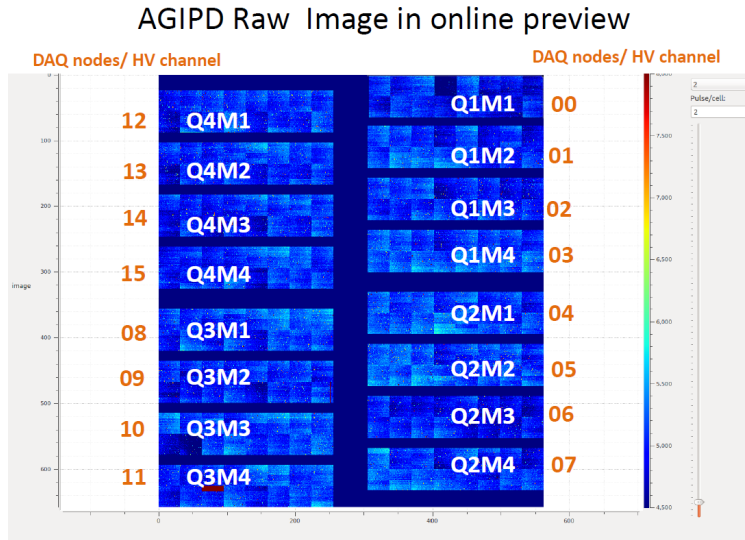 AGIPD Raw Image in online preview
DAQ nodes/ HV channel
DAQ nodes/ HV channel
0
100
200
300
400
500
600
image
12
13
14
15
08
09
10
11
Q4M1
Q4M2
Q4M3
Q4M4
Q3M1
Q3M2
Q3M3
Q3M4
Q1M1
Q1M2
Q1M3
Q1M4
Q2M1
Q2M2
Q2M3
Q2M4
00
01
02
03
04
05
06
07
0
200
400
600
7,500
7,000
6,500
6,000
5,500
5,000
4,500
2
Pulse/cell:
2